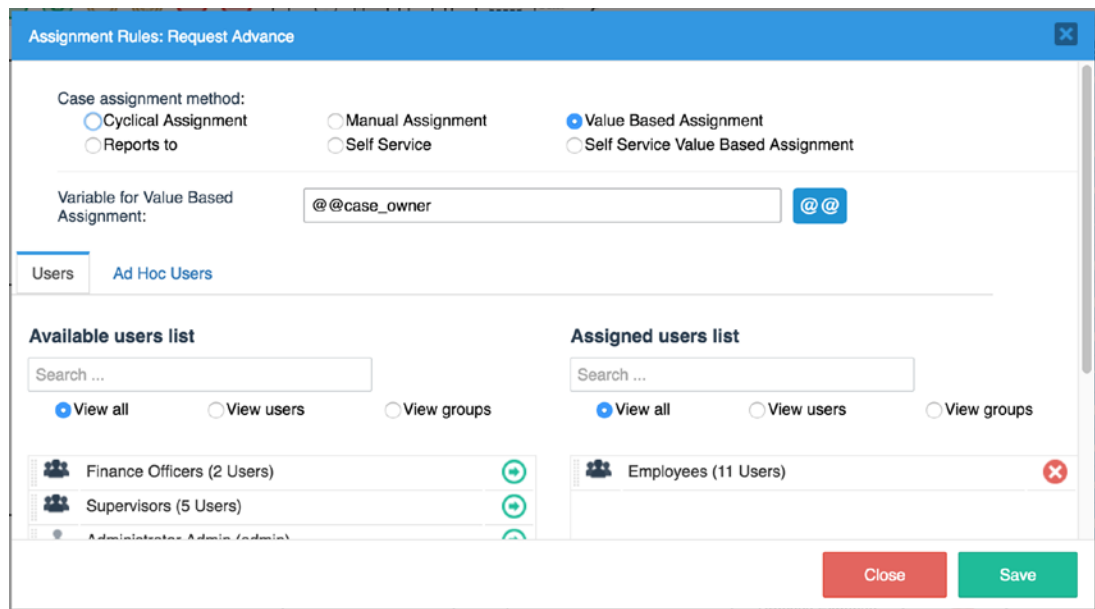 Assignment Rules: Request Advance
Case assignment method:
Cyclical Assignment Manual Assignment Value Based Assignment
Reports to Self Service Self Service Value Based Assignment
Variable for Value Based
Assignment:
@@case_owner
@@
Users Ad Hoc Users
Available users list Assigned users list
Search ... Search ...
View all View users View groups View all View users View groups
Finance Officers (2 Users) Employees (11 Users)
Supervisors (5 Users)
Administrator Admin (admin)
Close Save